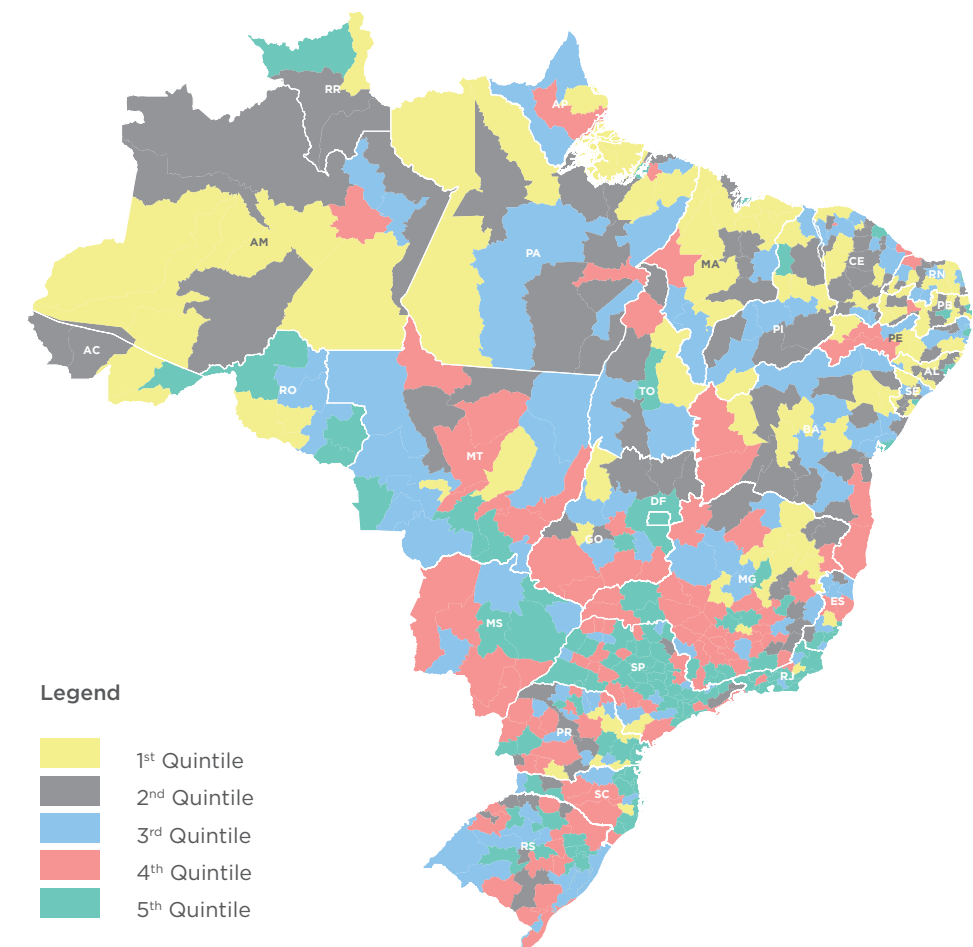 RR
AP
AM
PA
MA
CE
RN
PB
PI
PE
AC
AL
TO
SE
RO
BA
MT
DF
GO
MG
ES
MS
SP
RJ
Legend
PR
1st Quintile
2nd Quintile
SC
3rd Quintile
RS
4th Quintile
5th Quintile